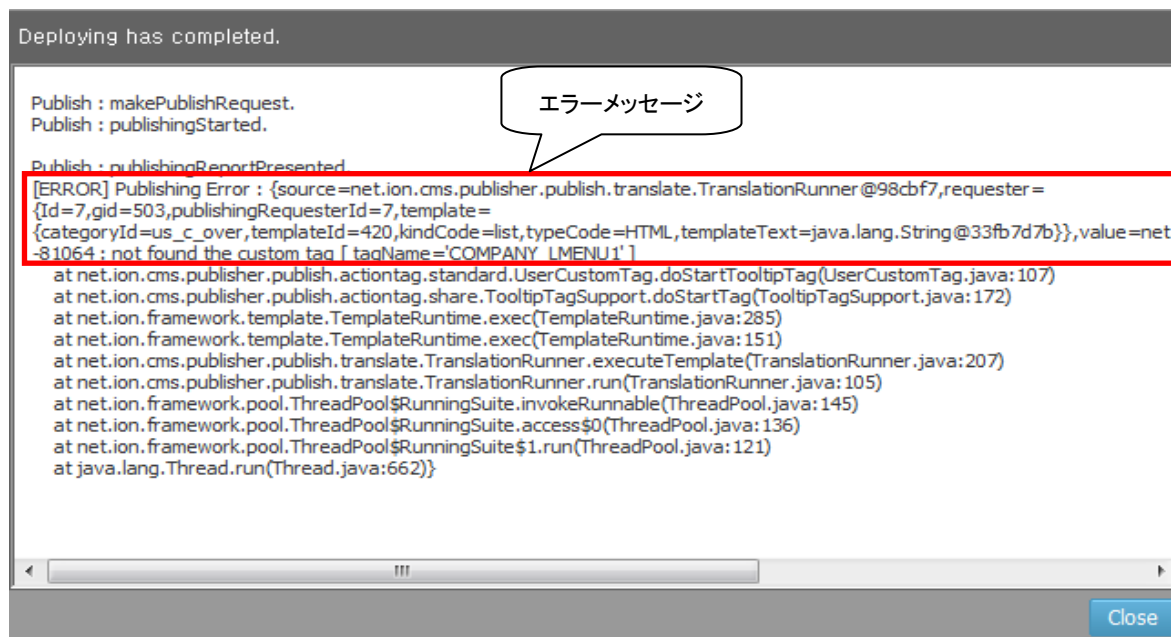 Deploying has completed.
エラーメッセージ
Publish : makePublishRequest.
Publish : publishingStarted.
Publish : publishingReportPresented.
[ERROR] Publishing Error : {source=net.ion.cms.publisher.publish.translate.TranslationRunner@98cbf7,requester=
{Id=7,gid=503,publishingRequesterId=7,template=
{categoryId=us_c_over,templateId=420,kindCode=list,typeCode=HTML,templateText=java.lang.String@33fb7d7b}},value=net
-81064 : not found the custom tag [ tagName='COMPANY_LMENU1' ]
at net.ion.cms.publisher.publish.actiontag.standard.UserCustomTag.doStartTooltipTag(UserCustomTag.java:107)
at net.ion.cms.publisher.publish.actiontag.share.TooltipTagSupport.doStartTag(TooltipTagSupport.java:172)
at net.ion.framework.template.TemplateRuntime.exec(TemplateRuntime.java:285)
at net.ion.framework.template.TemplateRuntime.exec(TemplateRuntime.java:151)
at net.ion.cms.publisher.publish.translate.TranslationRunner.executeTemplate(TranslationRunner.java:207)
at net.ion.cms.publisher.publish.translate.TranslationRunner.run(TranslationRunner.java:105)
at net.ion.framework.pool.ThreadPool$RunningSuite.invokeRunnable(ThreadPool.java:145)
at net.ion.framework.pool.ThreadPool$RunningSuite.access$0(ThreadPool.java:136)
at net.ion.framework.pool.ThreadPool$RunningSuite$1.run(ThreadPool.java:121)
at java.lang.Thread.run(Thread.java:662)}
Close